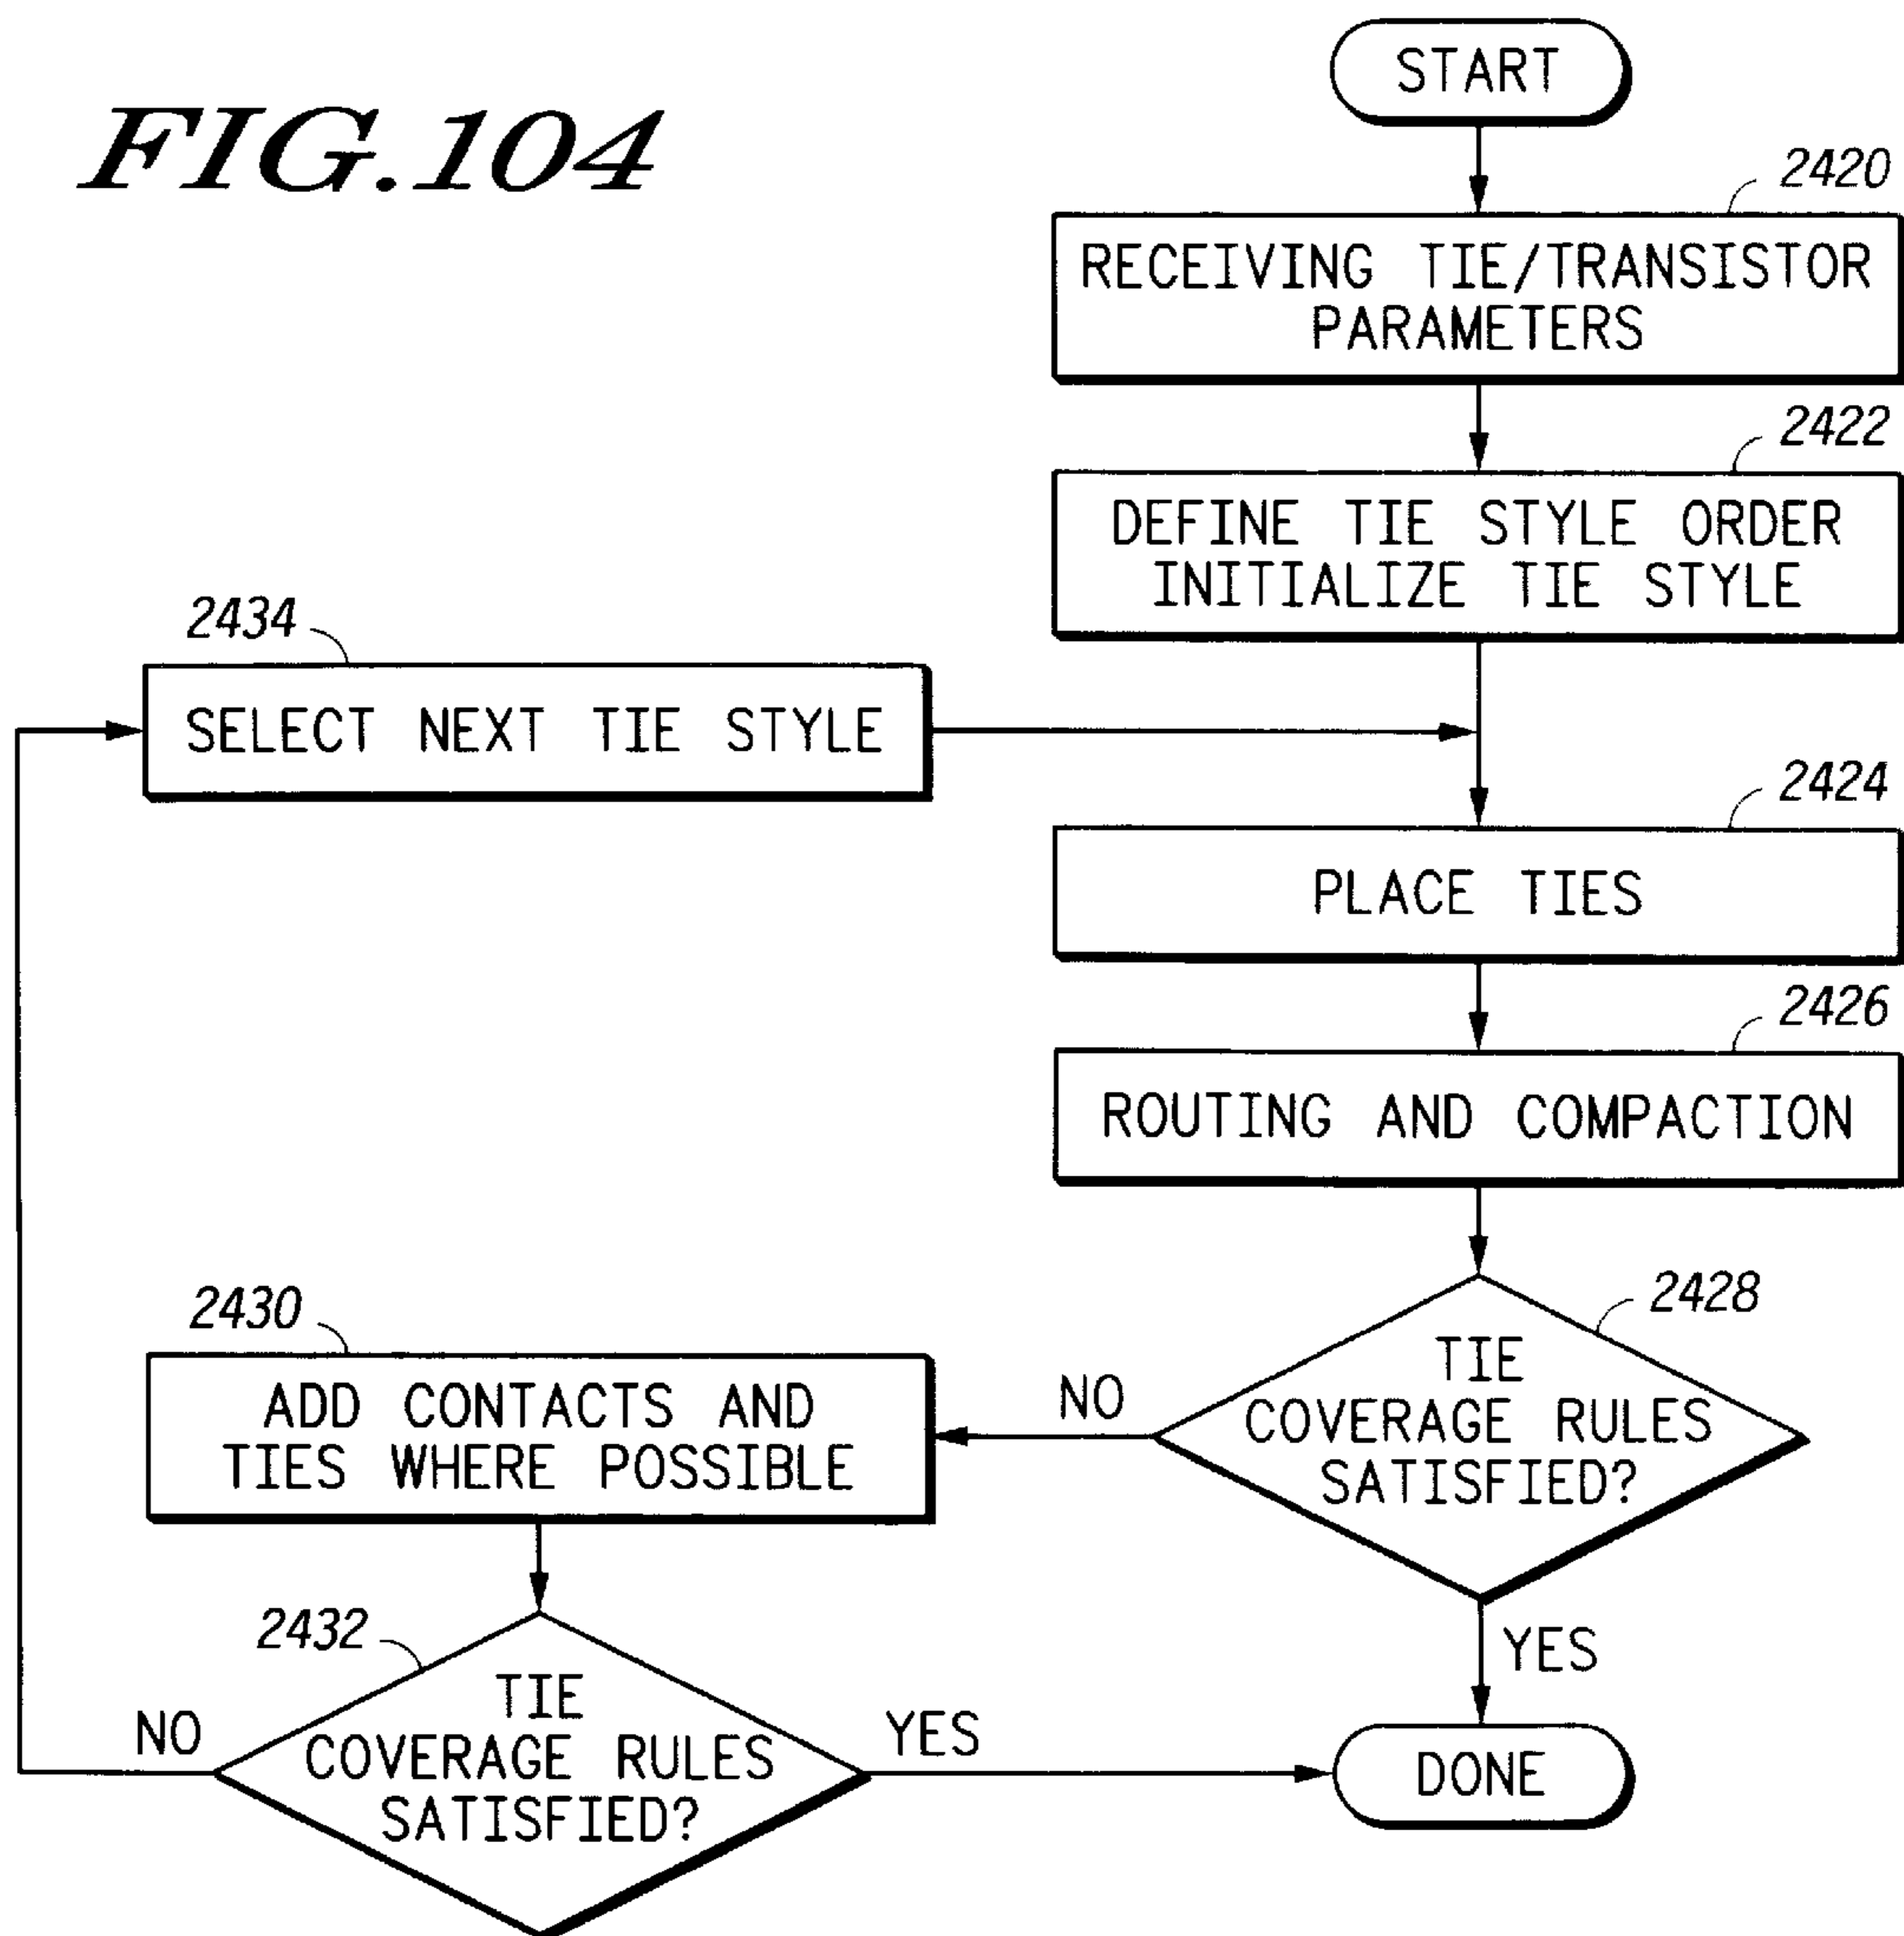 FIG.104
START
2420
RECEIVING TIE/TRANSISTOR
PARAMETERS
2422
DEFINE TIE STYLE ORDER
INITIALIZE TIE STYLE
2434
SELECT NEXT TIE STYLE
2424
PLACE TIES
2426
ROUTING AND COMPACTION
2428
TIE
COVERAGE RULES
SATISFIED?
NO
YES
2430
ADD CONTACTS AND
TIES WHERE POSSIBLE
2432
TIE
COVERAGE RULES
SATISFIED?
NO
YES
DONE